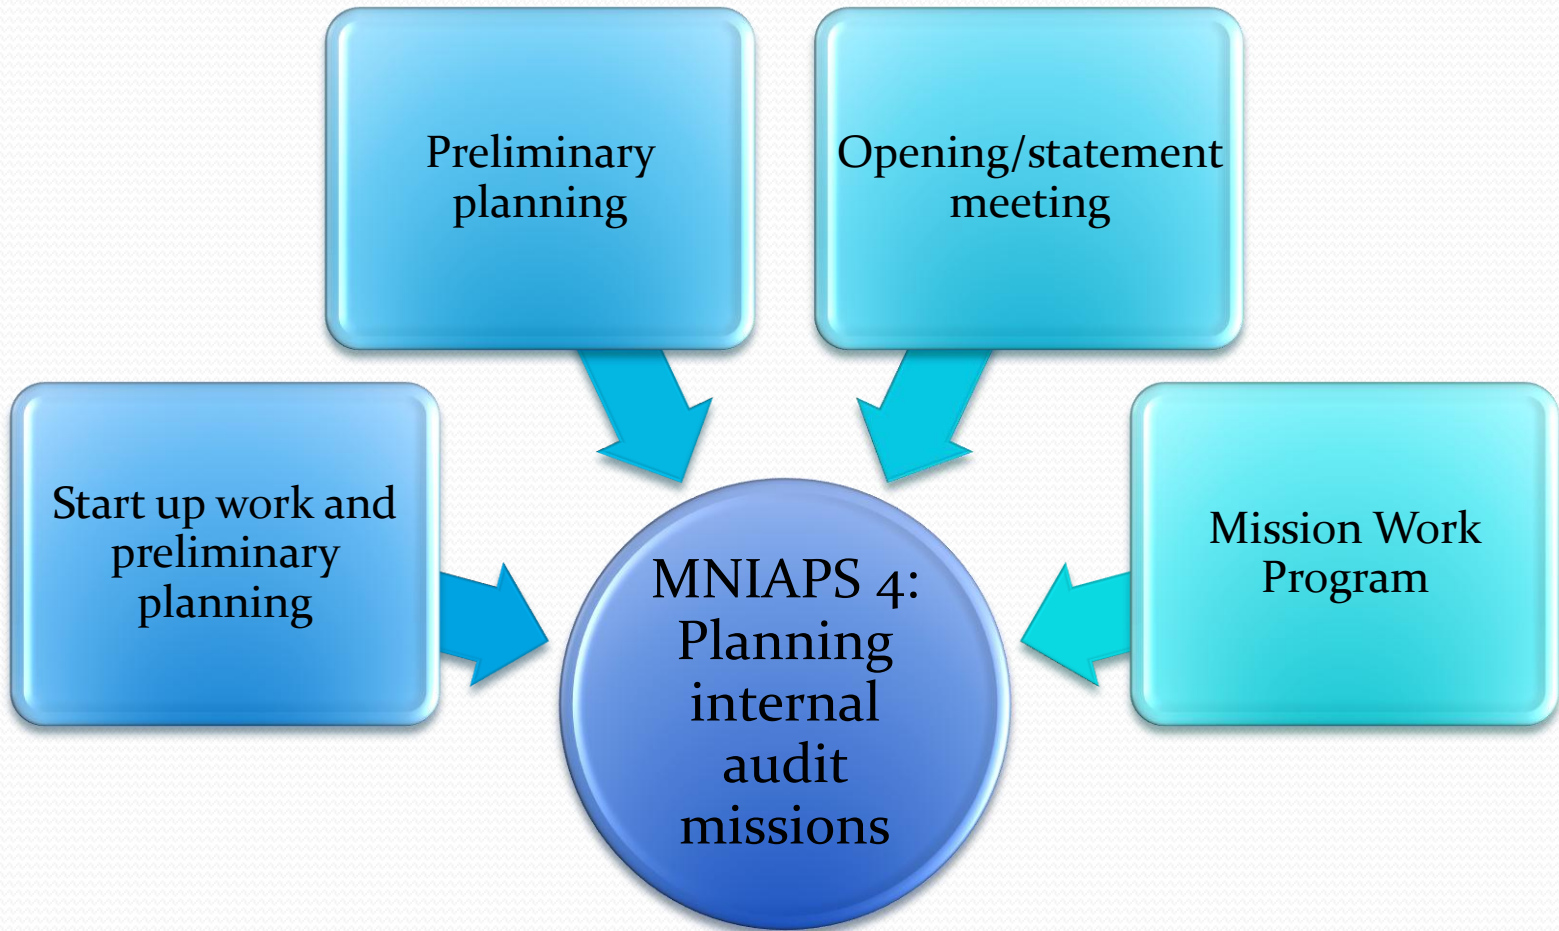 Preliminary
planning
Opening/statement
meeting
Start up work and
preliminary
planning
Mission Work
Program
MNIAPS 4:
Planning
internal
audit
missions